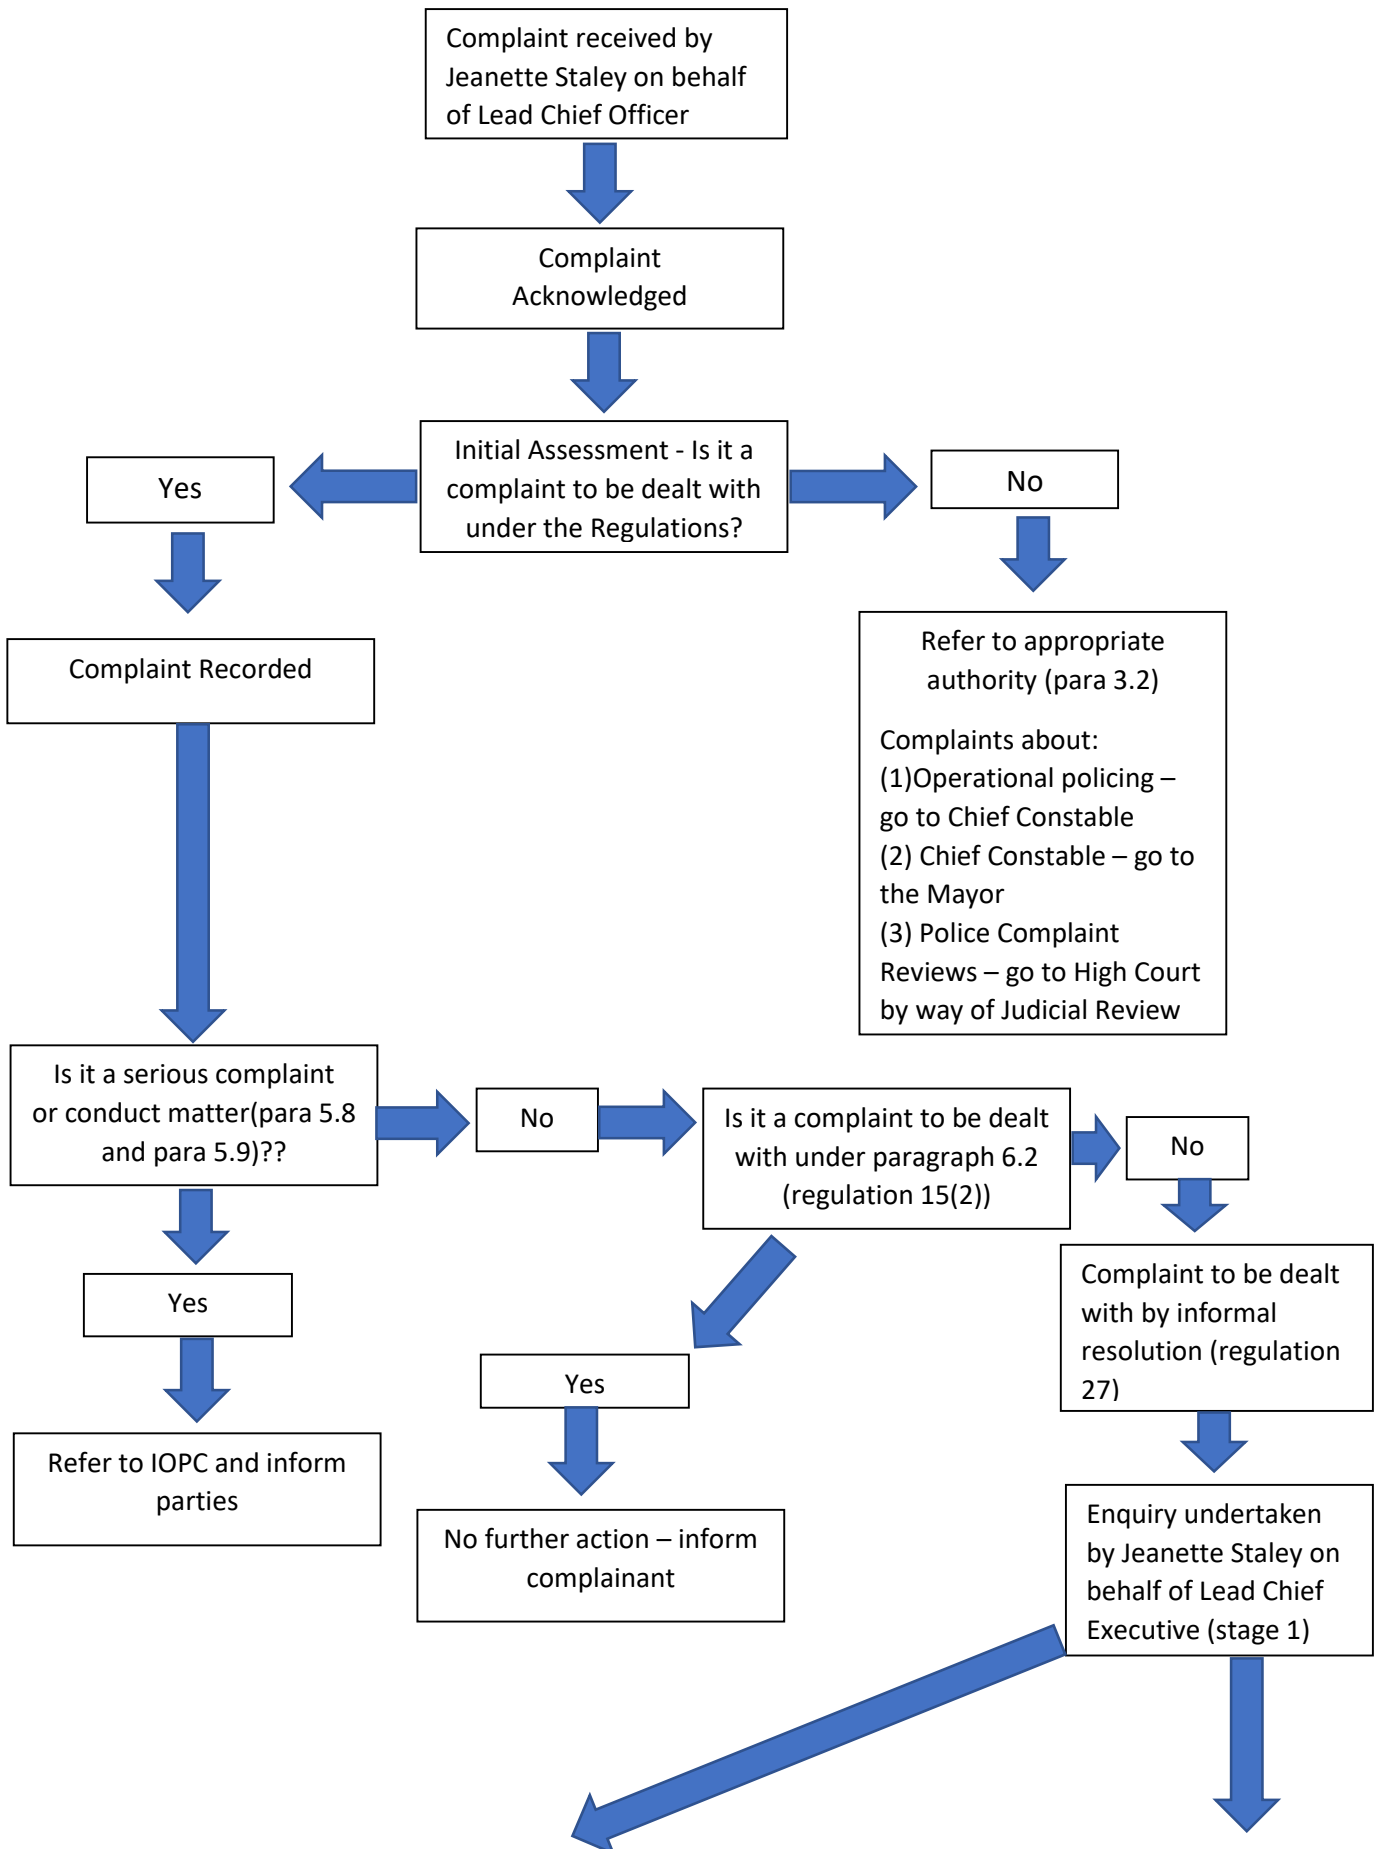 Complaint received by
Jeanette Staley on behalf
of Lead Chief Officer
Complaint
Acknowledged
Initial Assessment - Is it a
complaint to be dealt with
under the Regulations?
Yes
No
Complaint Recorded
Refer to appropriate
authority (para 3.2)
Complaints about:
(1)Operational policing –
go to Chief Constable
(2) Chief Constable – go to
the Mayor
(3) Police Complaint
Reviews – go to High Court
by way of Judicial Review
Is it a serious complaint
or conduct matter(para 5.8
and para 5.9)??
No
Is it a complaint to be dealt
with under paragraph 6.2
(regulation 15(2))
No
Yes
Refer to IOPC and inform
parties
Yes
No further action – inform
complainant
Complaint to be dealt
with by informal
resolution (regulation
27)
Enquiry undertaken
by Jeanette Staley on
behalf of Lead Chief
Executive (stage 1)